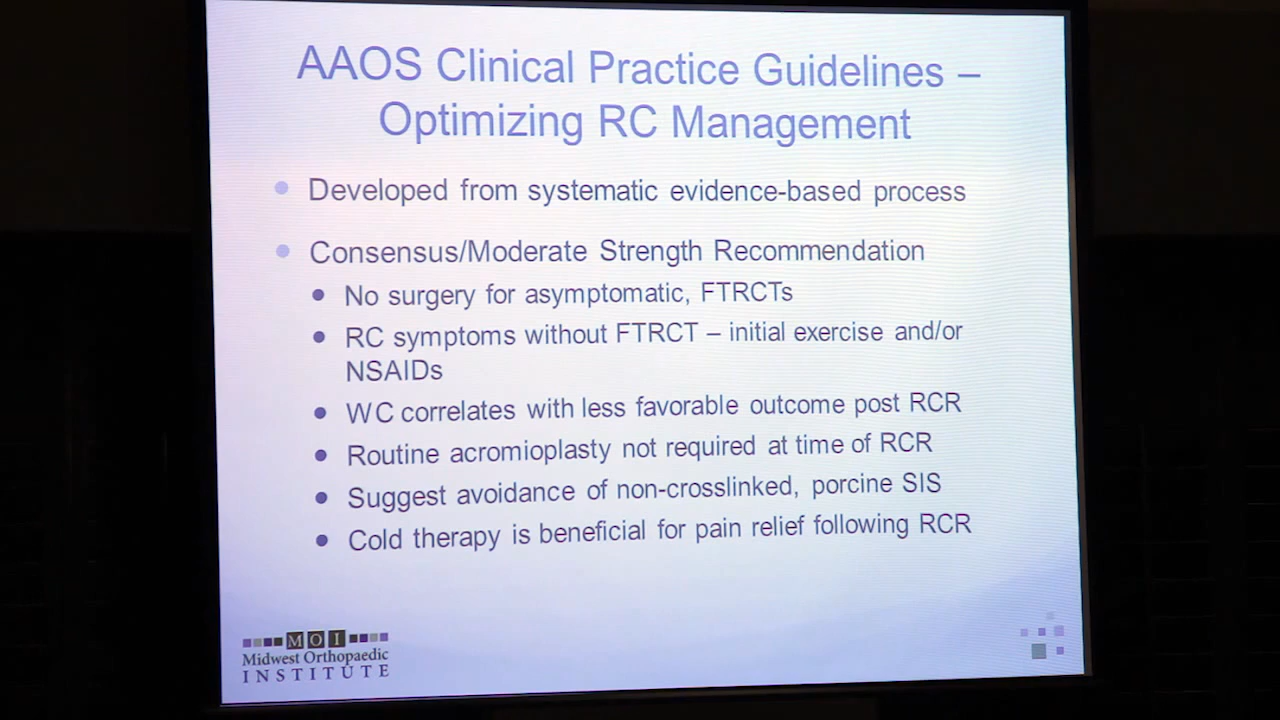 AAOS Clinical Practice Guidelines –
Optimizing RC Management
Developed from systematic evidence-based process
Consensus/Moderate Strength Recommendation
No surgery for asymptomatic, FTRCTs
RC symptoms without FTRCT – initial exercise and/or
NSAIDs
WC correlates with less favorable outcome post RCR
Routine acromioplasty not required at time of RCR
Suggest avoidance of non-crosslinked, porcine SIS
Cold therapy is beneficial for pain relief following RCR
MOI
Midwest Orthopaedic
INSTITUTE